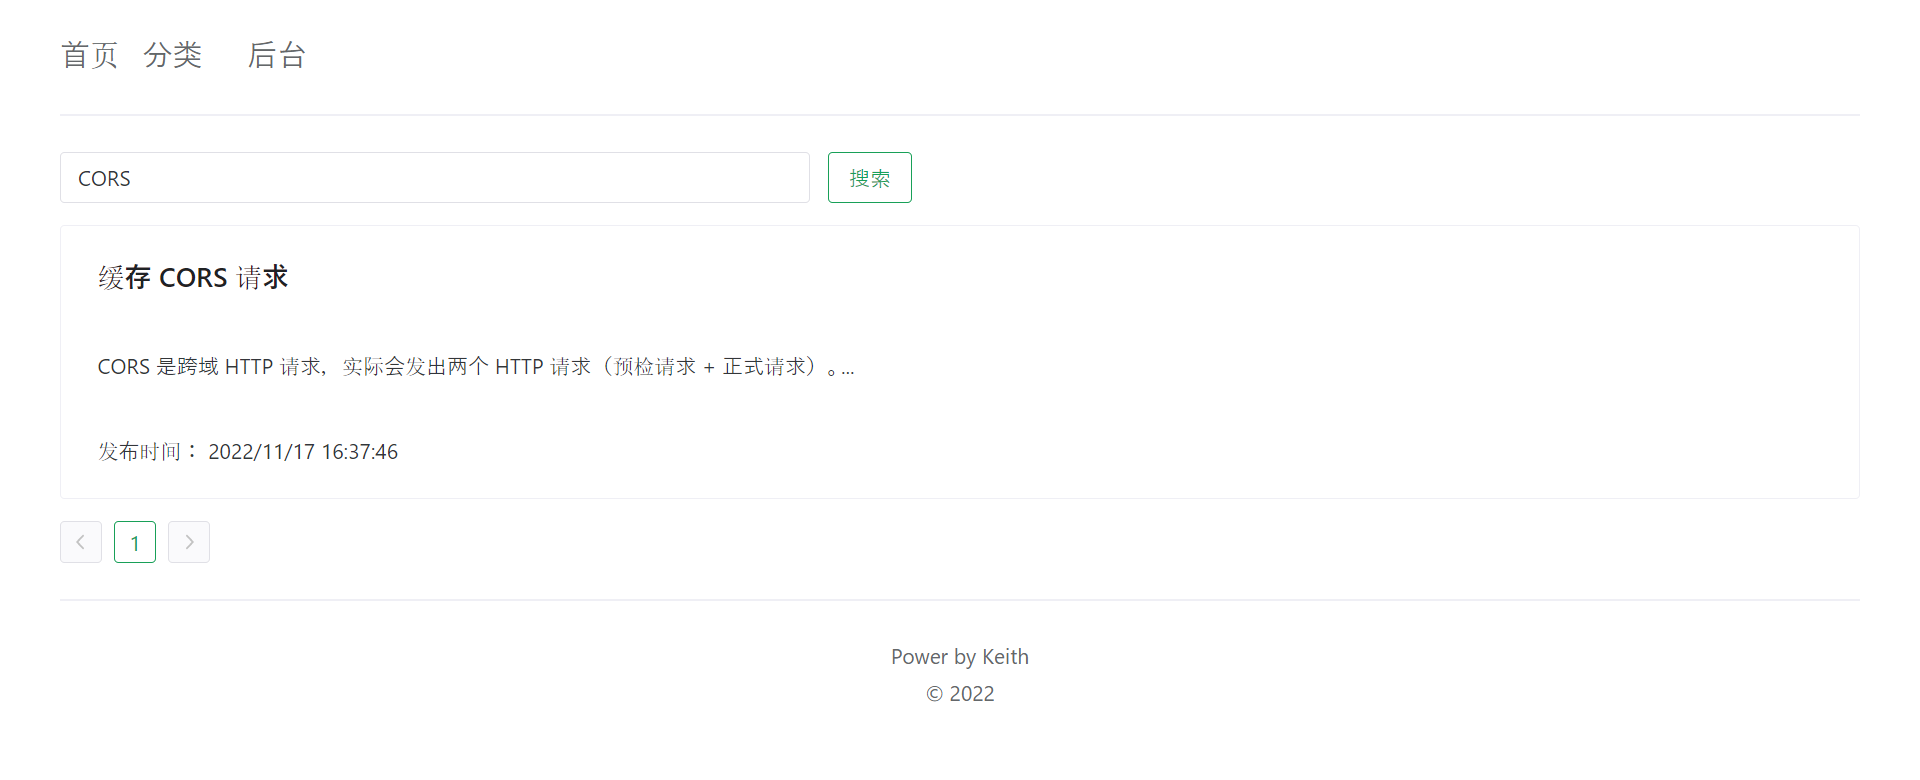 首页 分类 后台
CORS 搜索
缓存 CORS 请求
CORS 是跨域 HTTP 请求，实际会发出两个 HTTP 请求（预检请求 + 正式请求）。...
发布时间： 2022/11/17 16:37:46
1
Power by Keith
© 2022